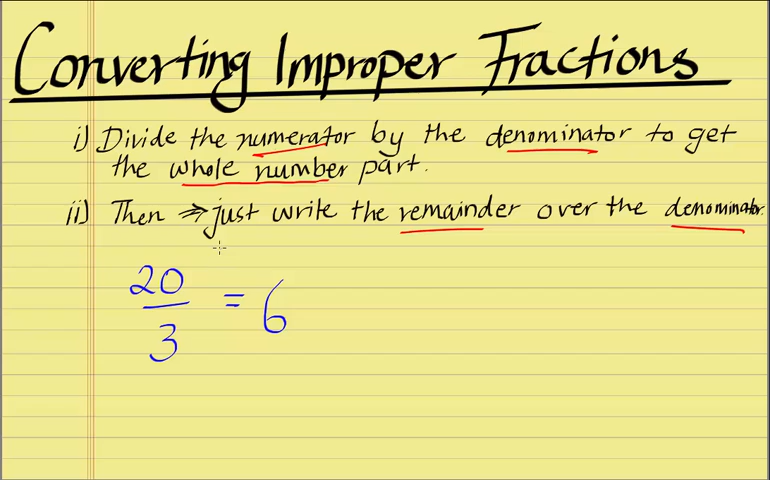 Converting Improper Fractions
i) Divide the numerator by the denominator to get
the whole number part.
ii) Then ⇒ just write the remainder over the denominator.
20/3 = 6